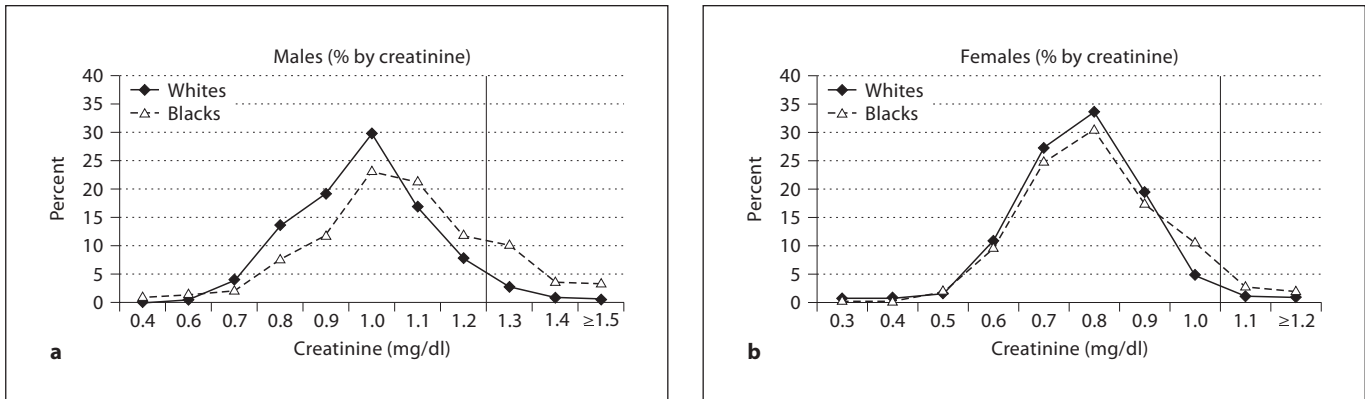 Males (% by creatinine)
40
35
30
25
20
15
10
5
0
Percent
Whites
Blacks
0.4 0.6 0.7 0.8 0.9 1.0 1.1 1.2 1.3 1.4 ≥1.5
Creatinine (mg/dl)
a
Females (% by creatinine)
40
35
30
25
20
15
10
5
0
Percent
Whites
Blacks
0.3 0.4 0.5 0.6 0.7 0.8 0.9 1.0 1.1 ≥1.2
Creatinine (mg/dl)
b